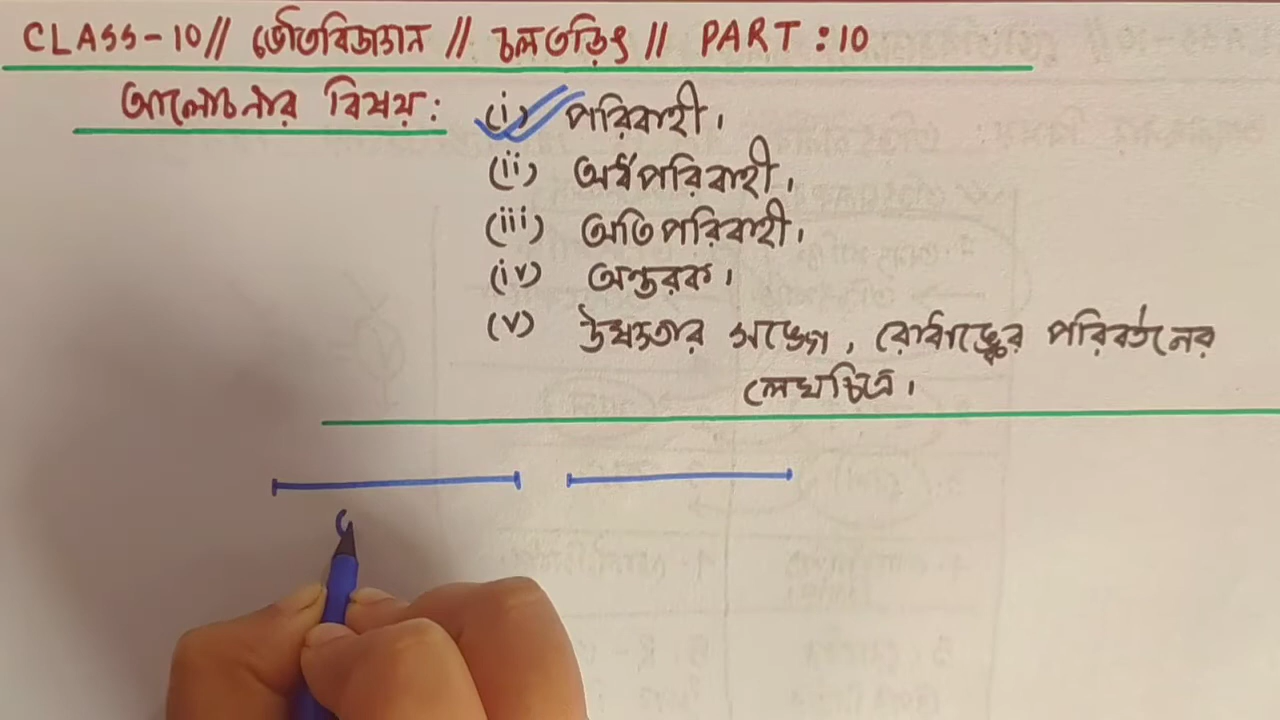 CLASS-10 // ভৌতবিজ্ঞান // চলতড়িৎ // PART : 10
আলোচনার বিষয় : (i) পরিবাহী।
(ii) অর্ধপরিবাহী।
(iii) অতিপরিবাহী।
(iv) অন্তরক।
(v) উষ্ণতার সঙ্গে, রোধাঙ্কের পরিবর্তনের
লেখচিত্র।